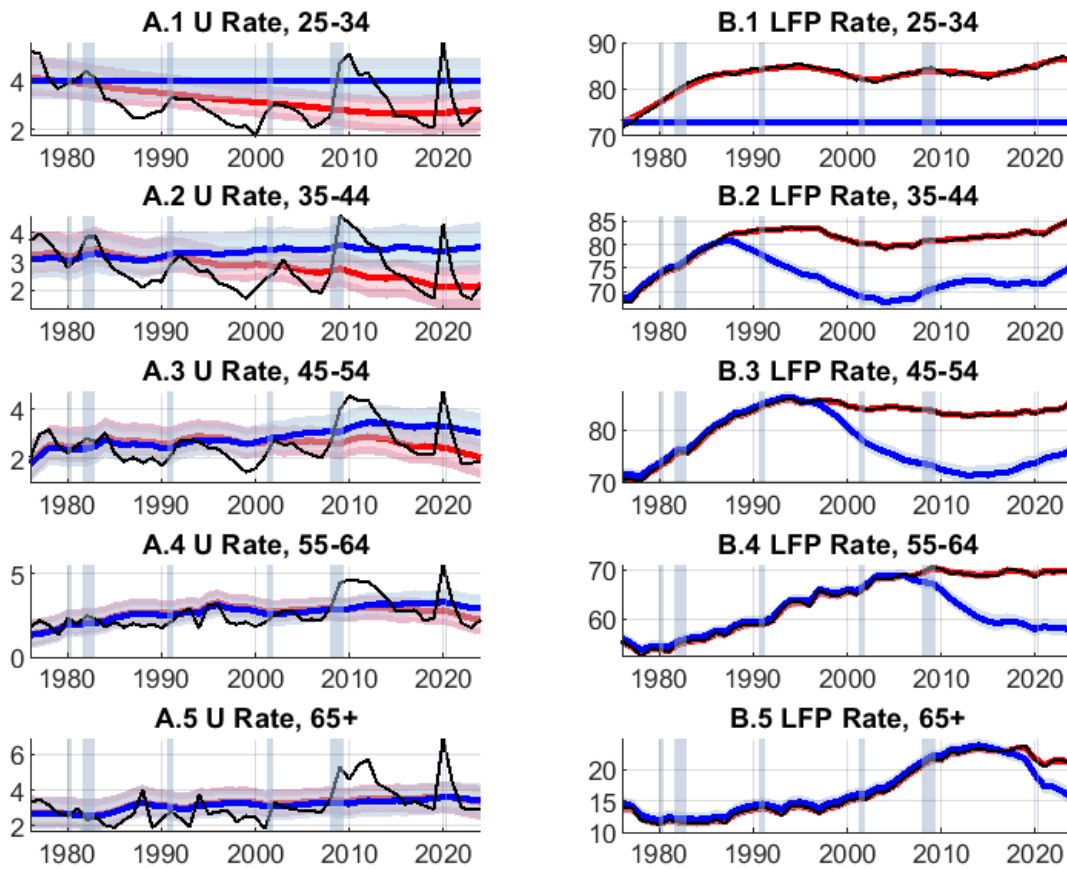 A.1 U Rate, 25-34
4
2
1980 1990 2000 2010 2020
A.2 U Rate, 35-44
4
3
2
1980 1990 2000 2010 2020
A.3 U Rate, 45-54
4
2
1980 1990 2000 2010 2020
A.4 U Rate, 55-64
5
0
1980 1990 2000 2010 2020
A.5 U Rate, 65+
6
4
2
1980 1990 2000 2010 2020
B.1 LFP Rate, 25-34
90
80
70
1980 1990 2000 2010 2020
B.2 LFP Rate, 35-44
85
80
75
70
1980 1990 2000 2010 2020
B.3 LFP Rate, 45-54
80
70
1980 1990 2000 2010 2020
B.4 LFP Rate, 55-64
70
60
1980 1990 2000 2010 2020
B.5 LFP Rate, 65+
20
15
10
1980 1990 2000 2010 2020